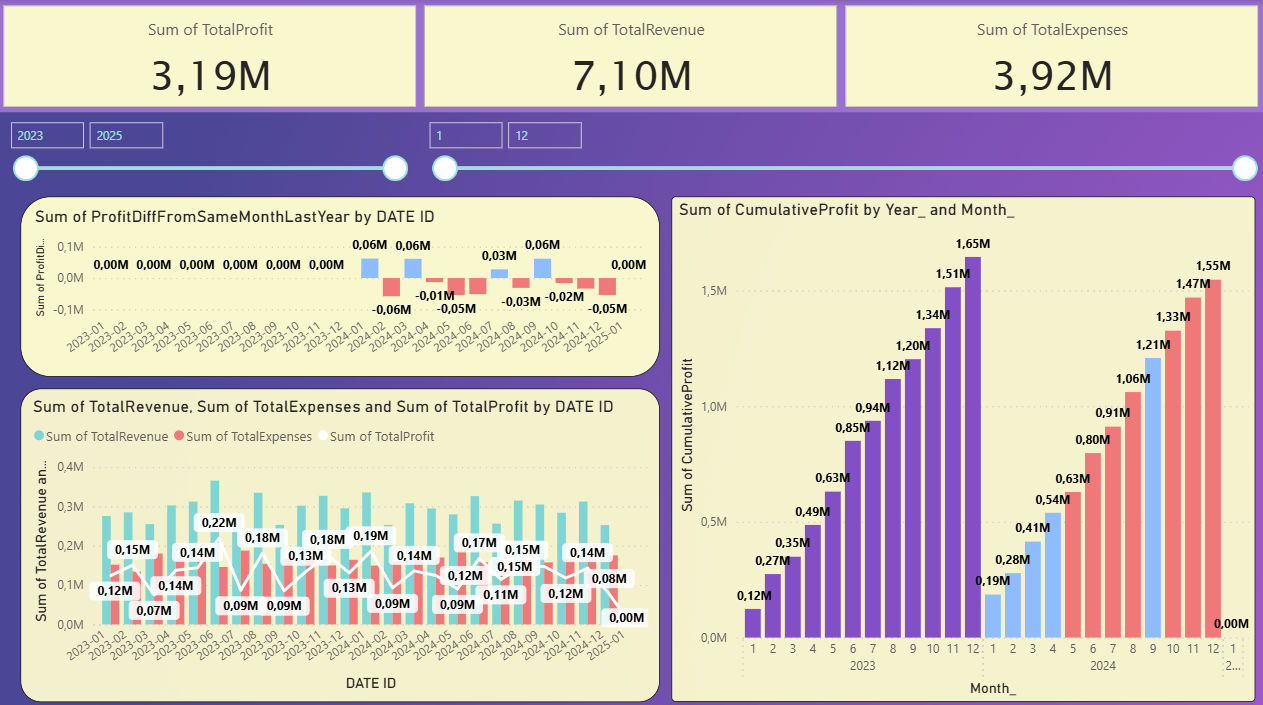 Sum of TotalProfit
3,19M
Sum of TotalRevenue
7,10M
Sum of TotalExpenses
3,92M
2023
2025
1
12
Sum of ProfitDiffFromSameMonthLastYear by DATE ID
Sum of ProfitDi...
0,1M
0,0M
-0,1M
0,00M 0,00M 0,00M 0,00M 0,00M 0,00M 0,06M -0,06M 0,06M -0,01M -0,05M 0,03M -0,03M 0,06M -0,02M -0,05M 0,00M
2023-01 2023-02 2023-03 2023-04 2023-05 2023-06 2023-07 2023-08 2023-09 2023-10 2023-11 2023-12 2024-01 2024-02 2024-03 2024-04 2024-05 2024-06 2024-07 2024-08 2024-09 2024-10 2024-11 2024-12 2025-01
Sum of TotalRevenue, Sum of TotalExpenses and Sum of TotalProfit by DATE ID
Sum of TotalRevenue Sum of TotalExpenses Sum of TotalProfit
Sum of TotalRevenue an...
0,4M
0,3M
0,2M
0,1M
0,0M
0,12M 0,15M 0,07M 0,14M 0,14M 0,22M 0,09M 0,18M 0,09M 0,13M 0,18M 0,13M 0,19M 0,09M 0,14M 0,09M 0,12M 0,17M 0,11M 0,15M 0,15M 0,12M 0,14M 0,08M 0,00M
2023-01 2023-02 2023-03 2023-04 2023-05 2023-06 2023-07 2023-08 2023-09 2023-10 2023-11 2023-12 2024-01 2024-02 2024-03 2024-04 2024-05 2024-06 2024-07 2024-08 2024-09 2024-10 2024-11 2024-12 2025-01
DATE ID
Sum of CumulativeProfit by Year_ and Month_
Sum of CumulativeProfit
1,5M
1,0M
0,5M
0,0M
0,12M 0,27M 0,35M 0,49M 0,63M 0,85M 0,94M 1,12M 1,20M 1,34M 1,51M 1,65M 0,19M 0,28M 0,41M 0,54M 0,63M 0,80M 0,91M 1,06M 1,21M 1,33M 1,47M 1,55M 0,00M
1 2 3 4 5 6 7 8 9 10 11 12 1 2 3 4 5 6 7 8 9 10 11 12 1
2023 2024 2...
Month_